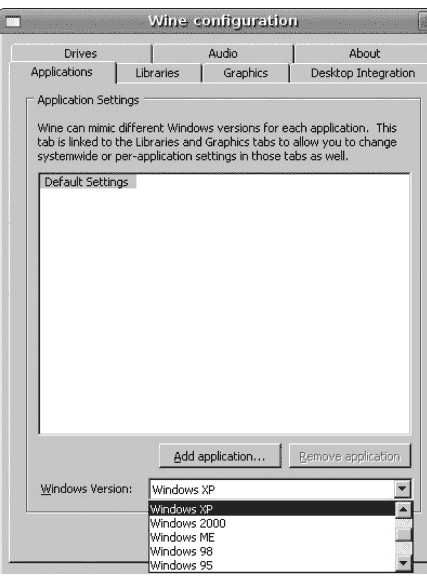 Wine configuration
Drives Audio About
Applications Libraries Graphics Desktop Integration
Application Settings
Wine can mimic different Windows versions for each application. This
tab is linked to the Libraries and Graphics tabs to allow you to change
systemwide or per-application settings in those tabs as well.
Default Settings
Add application... Remove application
Windows Version: Windows XP
Windows XP
Windows 2000
Windows ME
Windows 98
Windows 95